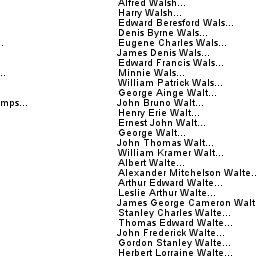 Alfred Walsh...
Harry Walsh...
Edward Beresford Wals...
Denis Byrne Wals...
Eugene Charles Wals...
James Denis Wals...
Edward Francis Wals...
Minnie Wals...
William Patrick Wals...
George Ainge Walt...
mps...
John Bruno Walt...
Henry Erie Walt...
Ernest John Walt...
George Walt...
John Thomas Walt...
William Kramer Walt...
Albert Walte...
Alexander Mitchelson Walte..
Arthur Edward Walte...
Leslie Arthur Walte...
James George Cameron Walt
Stanley Charles Walte...
Thomas Edward Walte...
John Frederick Walte...
Gordon Stanley Walte...
Herbert Lorraine Walte...